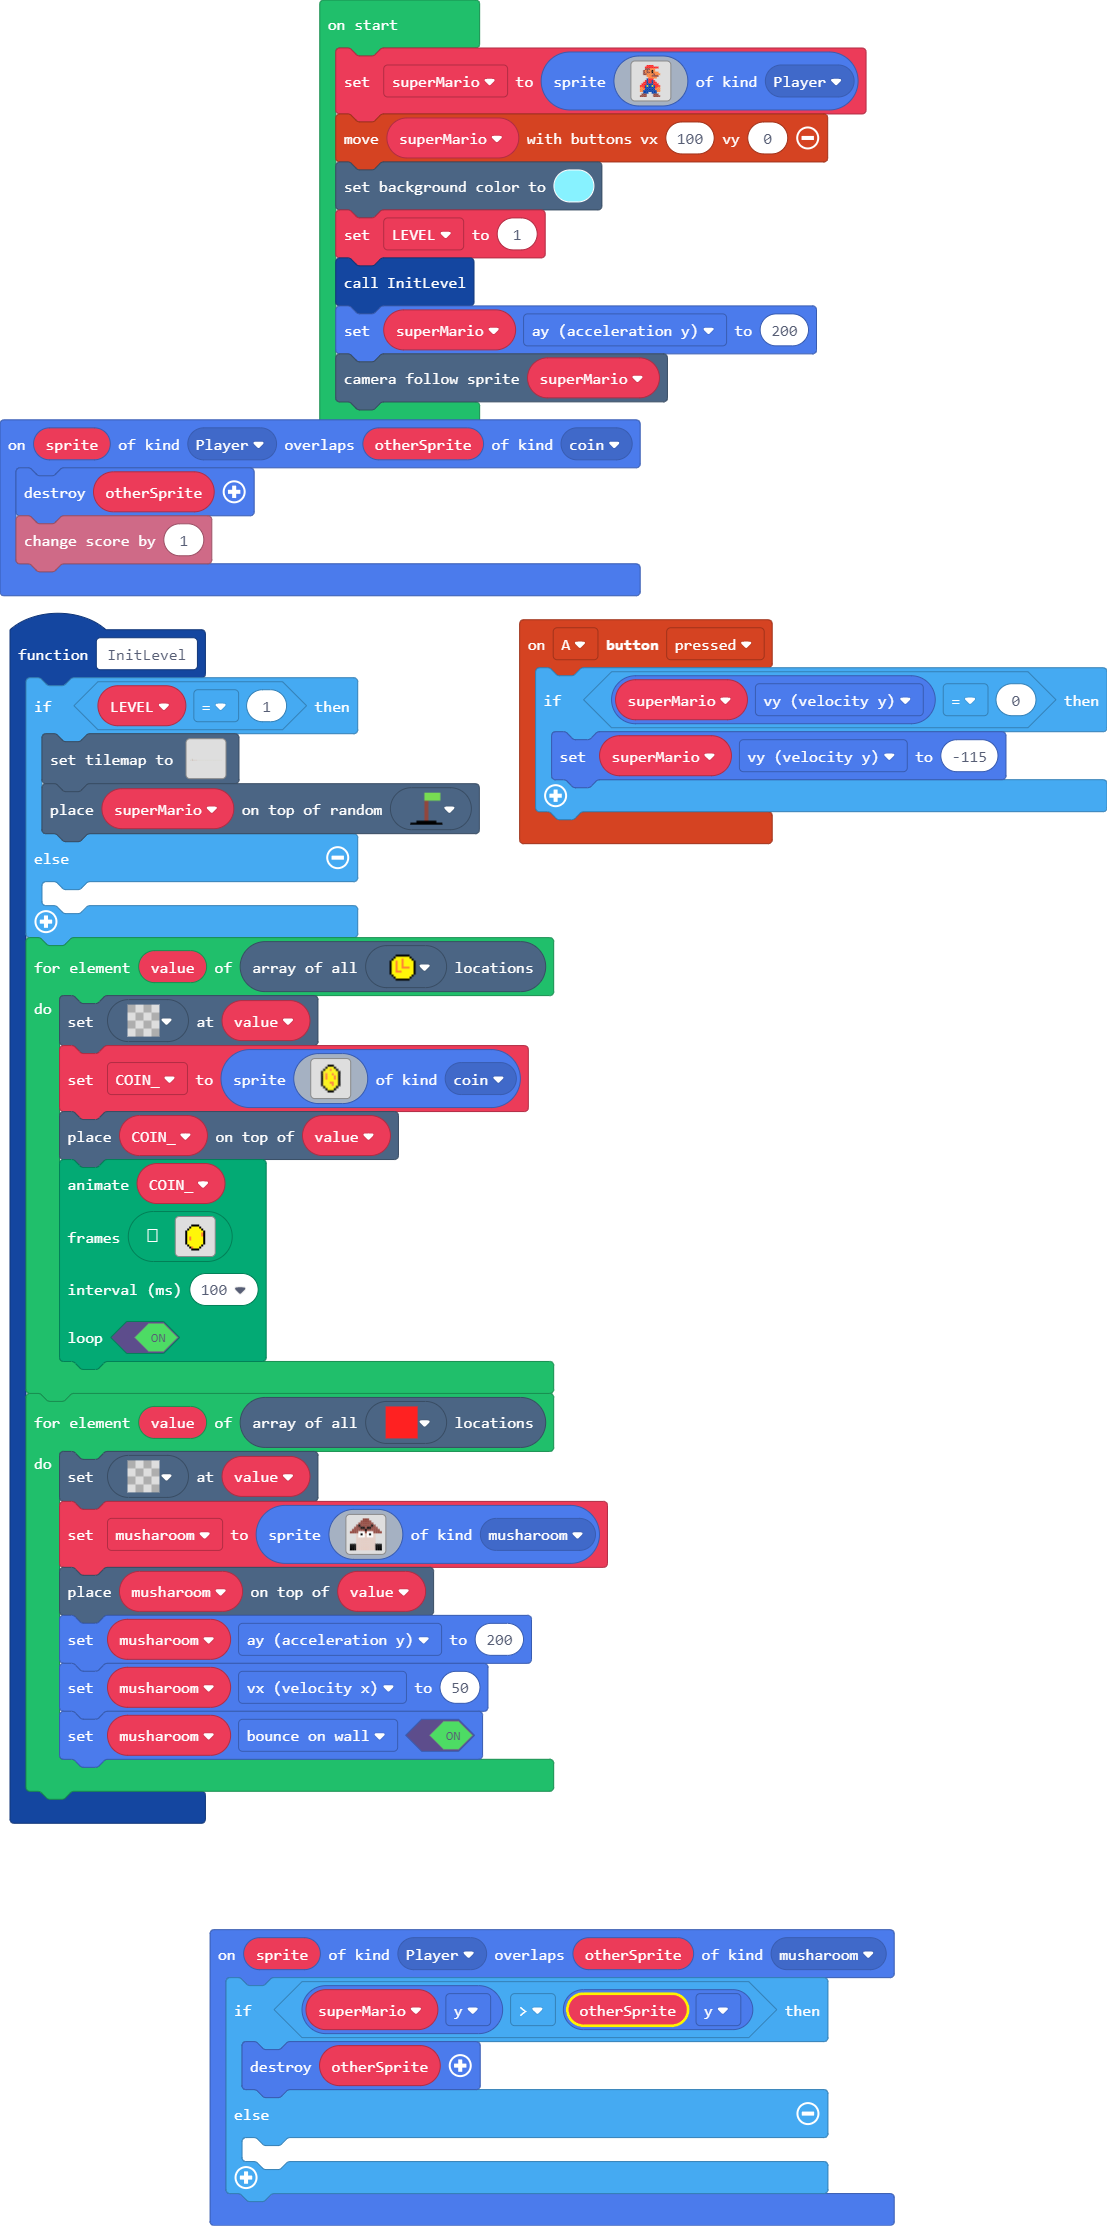 on start
set superMario to sprite of kind Player
move superMario with buttons vx 100 vy 0
set background color to
set LEVEL to 1
call InitLevel
set superMario ay (acceleration y) to 200
camera follow sprite superMario
on sprite of kind Player overlaps otherSprite of kind coin
destroy otherSprite
change score by 1
function InitLevel
if LEVEL = 1 then
set tilemap to
place superMario on top of random
else
for element value of array of all locations
do
set at value
set COIN_ to sprite of kind coin
place COIN_ on top of value
animate COIN_
frames
interval (ms) 100
loop ON
for element value of array of all locations
do
set at value
set musharoom to sprite of kind musharoom
place musharoom on top of value
set musharoom ay (acceleration y) to 200
set musharoom vx (velocity x) to 50
set musharoom bounce on wall ON
on A button pressed
if superMario vy (velocity y) = 0 then
set superMario vy (velocity y) to -115
on sprite of kind Player overlaps otherSprite of kind musharoom
if superMario y > otherSprite y then
destroy otherSprite
else